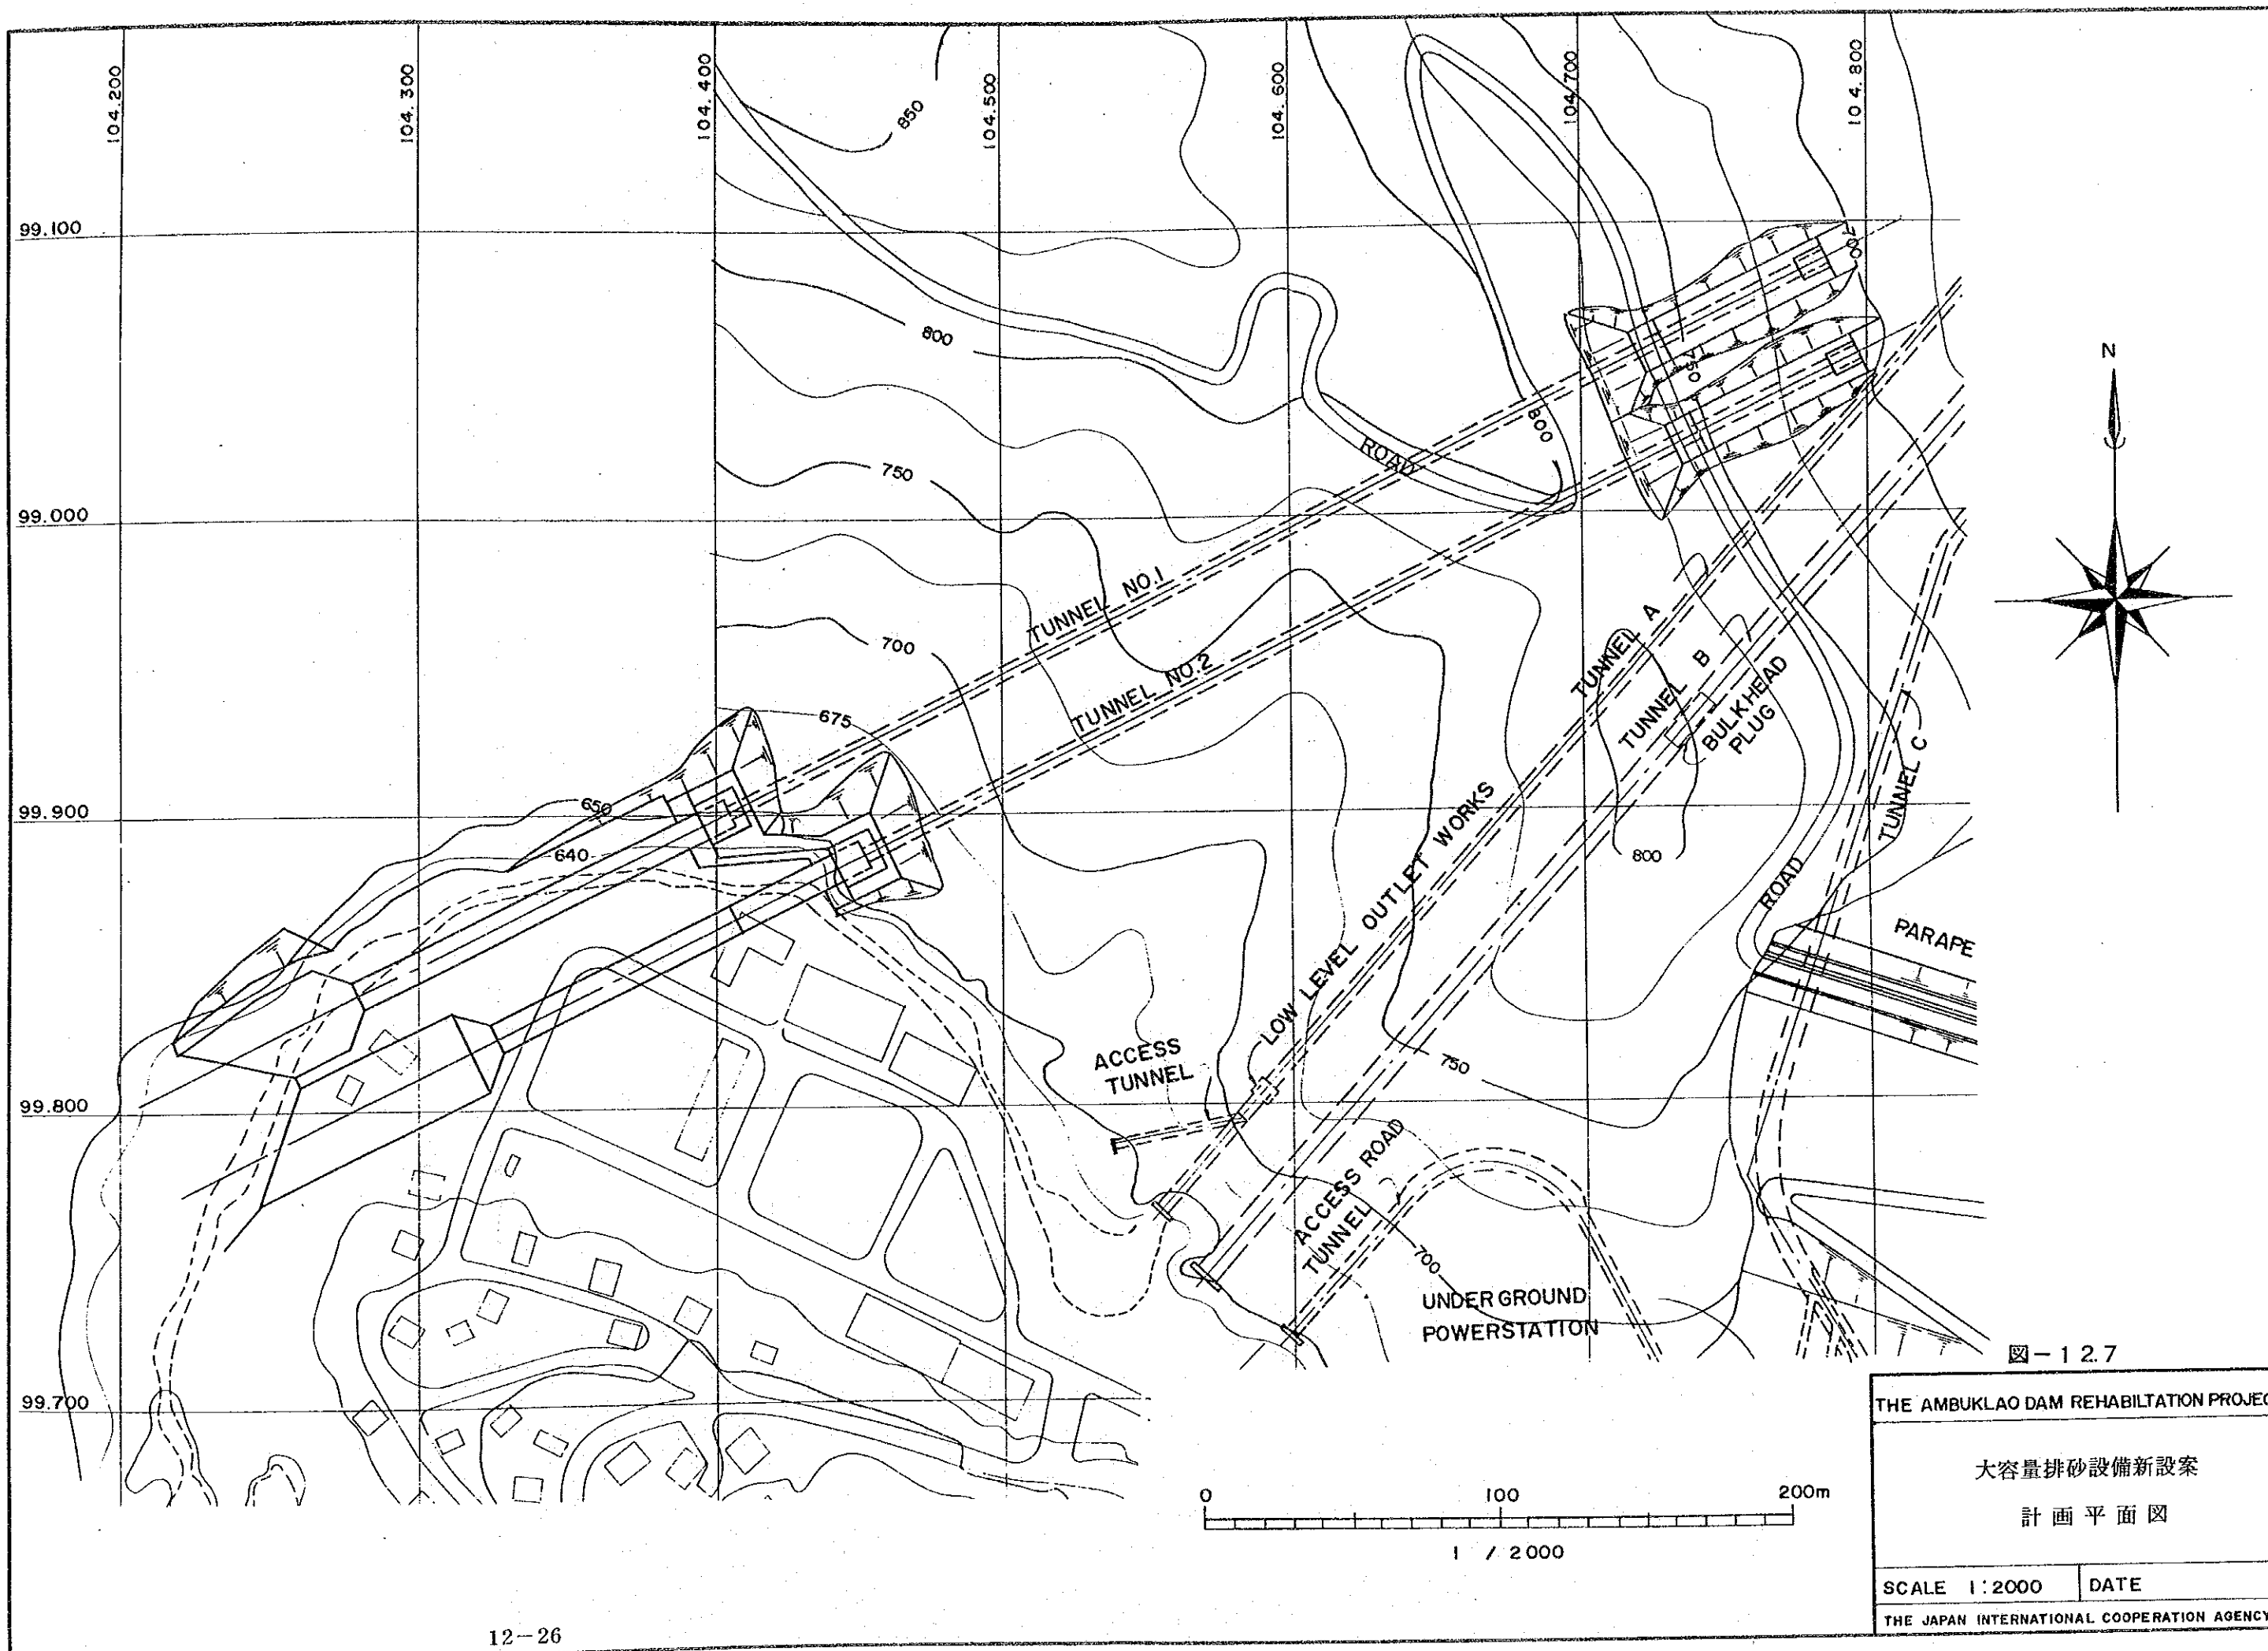 104.200
104.300
104.400
104.500
104.600
104.700
104.800
850
99.100
700
N
800
750
800
ROAD
750
99.000
TUNNEL NO.1
TUNNEL NO.2
TUNNEL A
TUNNEL B
BULKHEAD
PLUG
TUNNEL C
700
675
650
640
r
99.900
800
ROAD
PARAPE
LOW LEVEL OUTLET WORKS
750
ACCESS
TUNNEL
99.800
ACCESS ROAD
TUNNEL
700
UNDERGROUND
POWERSTATION
99.700
図-12.7
THE AMBUKLAO DAM REHABILTATION PROJEC
大容量排砂設備新設案
計画平面図
0 100 200m
1 / 2000
SCALE 1:2000 DATE
THE JAPAN INTERNATIONAL COOPERATION AGENCY
12-26